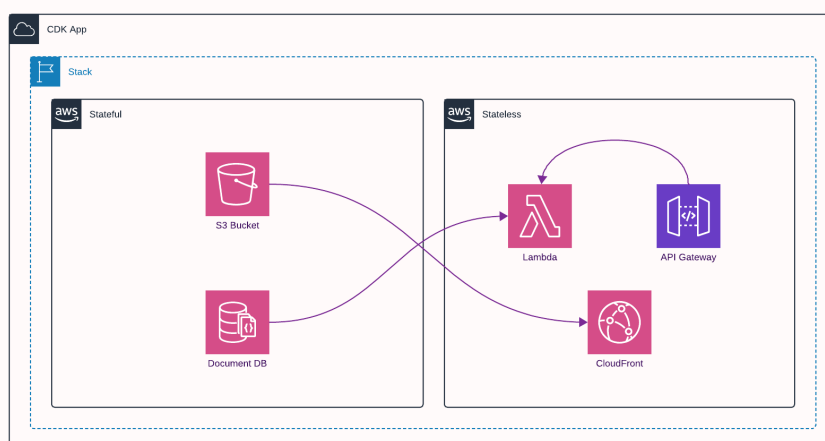 CDK App
Stack
aws
Stateful
aws
Stateless
S3 Bucket
Lambda
</>
API Gateway
{}
Document DB
CloudFront